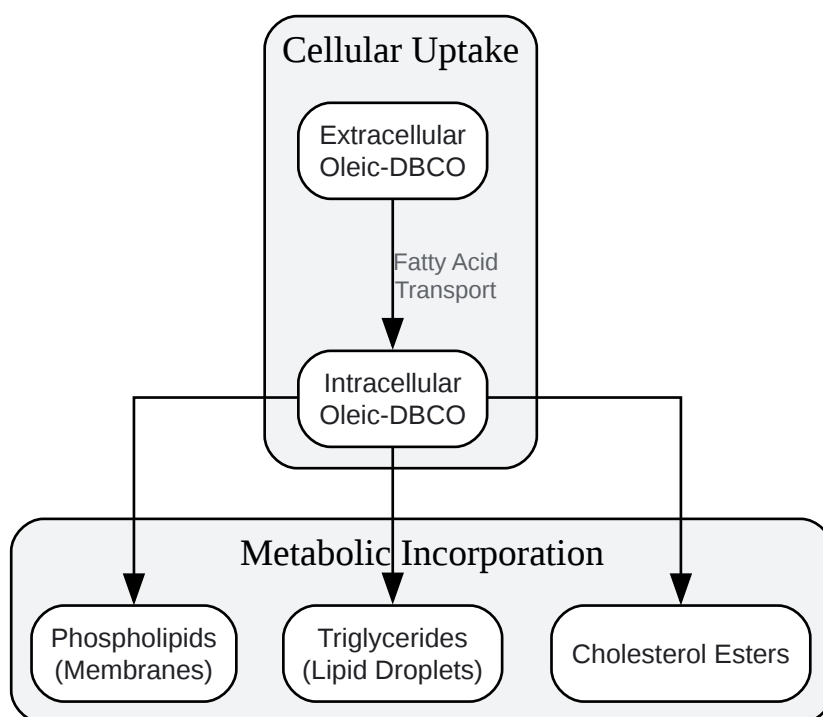 Cellular Uptake
Extracellular
Oleic-DBCO
Fatty Acid
Transport
Intracellular
Oleic-DBCO
Metabolic Incorporation
Phospholipids
(Membranes)
Triglycerides
(Lipid Droplets)
Cholesterol Esters